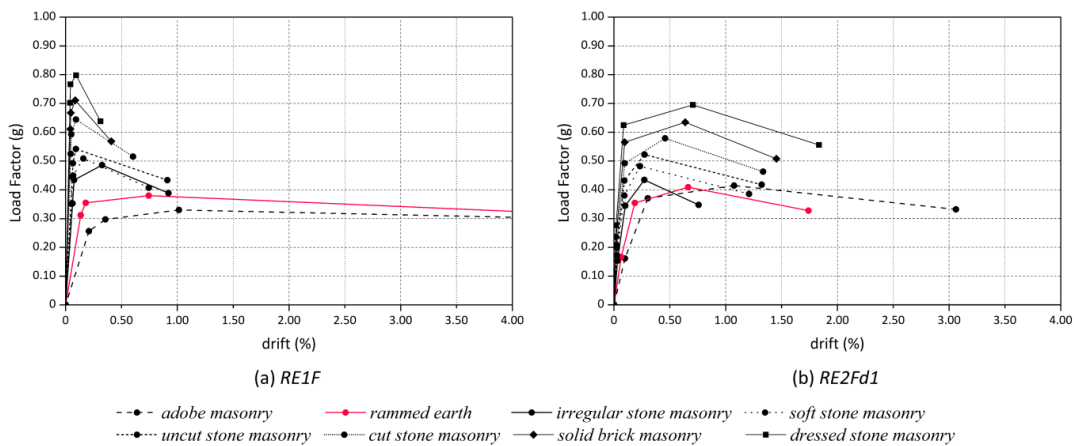 1.00
0.90
0.80
0.70
0.60
0.50
0.40
0.30
0.20
0.10
0
Load Factor (g)
0 0.50 1.00 1.50 2.00 2.50 3.00 3.50 4.00
drift (%)
(a) RE1F
1.00
0.90
0.80
0.70
0.60
0.50
0.40
0.30
0.20
0.10
0
Load Factor (g)
0 0.50 1.00 1.50 2.00 2.50 3.00 3.50 4.00
drift (%)
(b) RE2Fd1
adobe masonry rammed earth irregular stone masonry soft stone masonry
uncut stone masonry cut stone masonry solid brick masonry dressed stone masonry